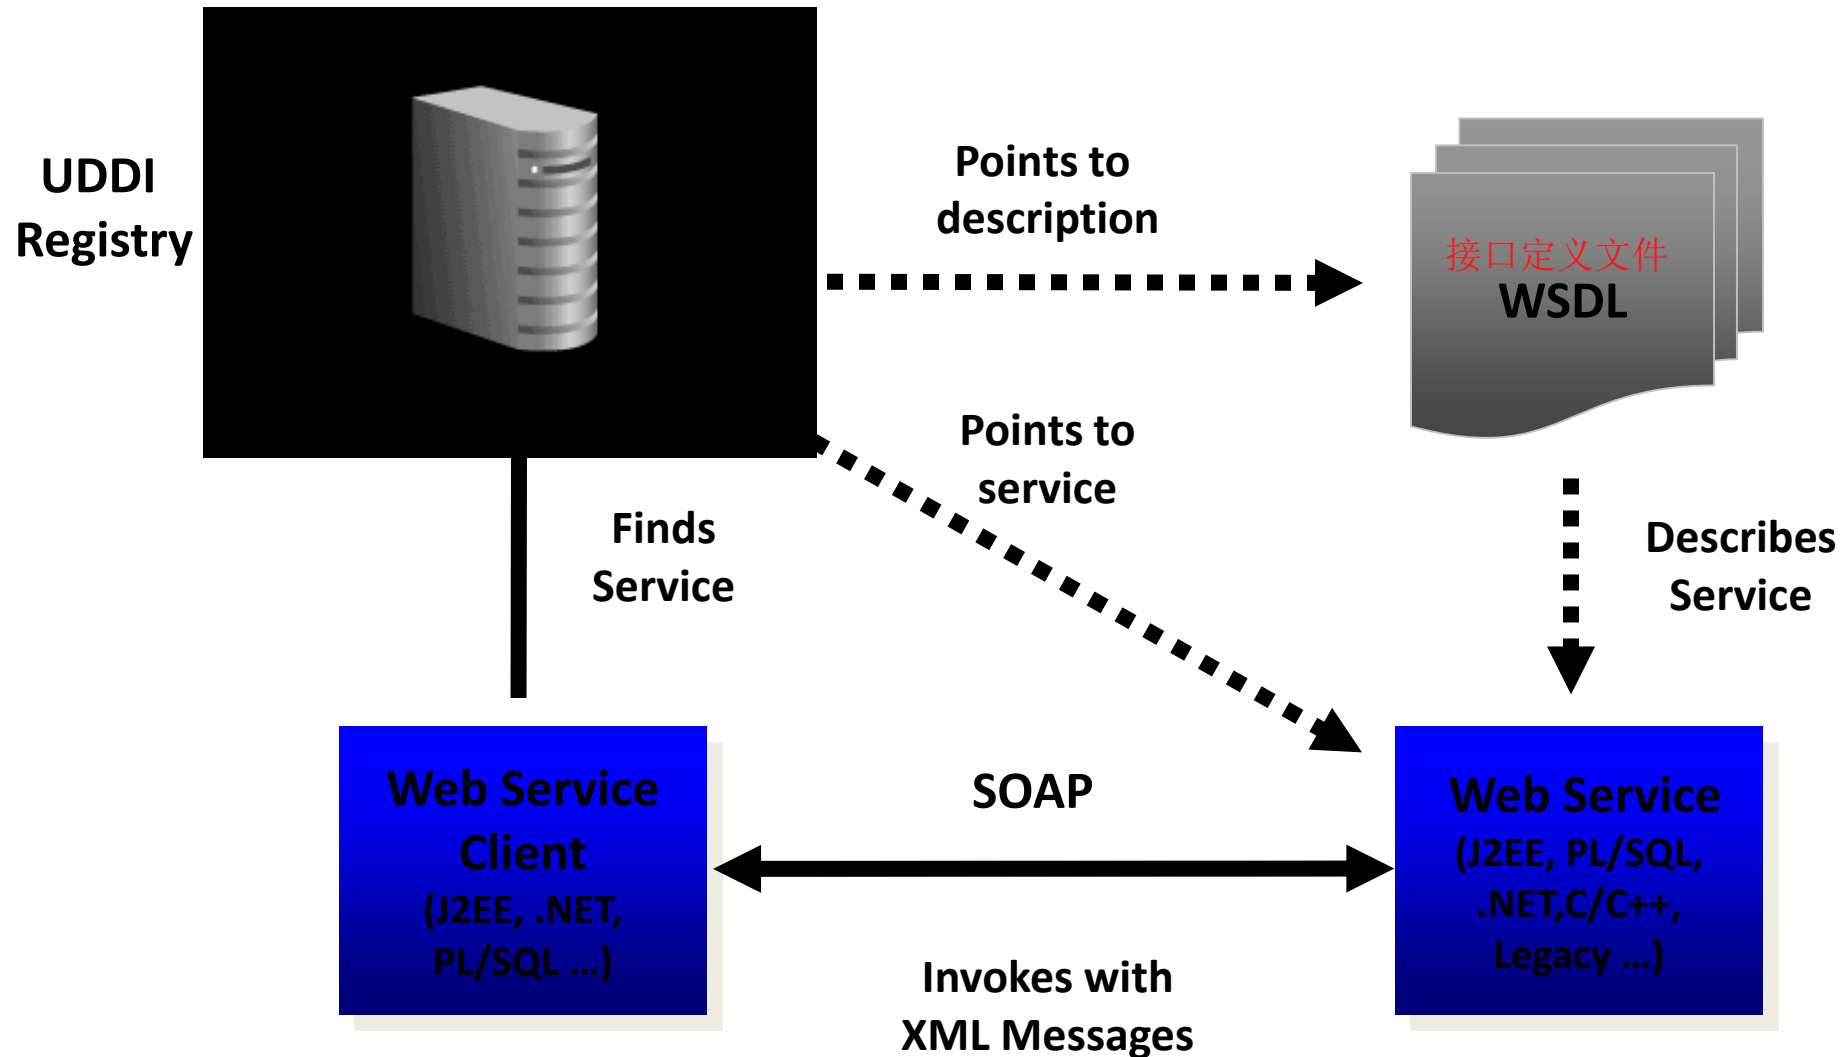 UDDI
Registry
Points to
description
接口定义文件
WSDL
Points to
service
Finds
Service
Describes
Service
Web Service
Client
(J2EE, .NET,
PL/SQL ...)
SOAP
Invokes with
XML Messages
Web Service
(J2EE, PL/SQL,
.NET,C/C++,
Legacy ...)